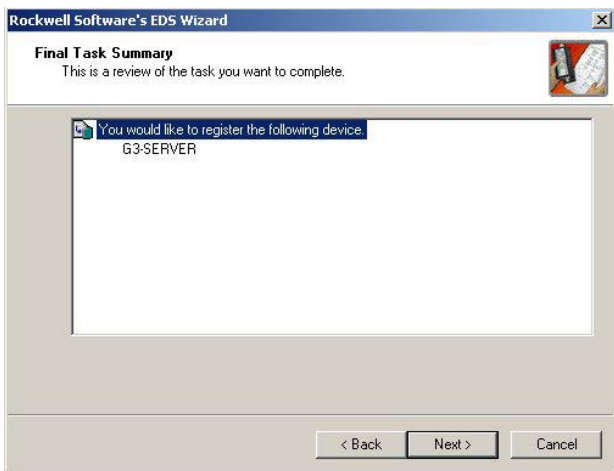 Rockwell Software's EDS Wizard
Final Task Summary
This is a review of the task you want to complete.
You would like to register the following device.
G3-SERVER
< Back
Next >
Cancel